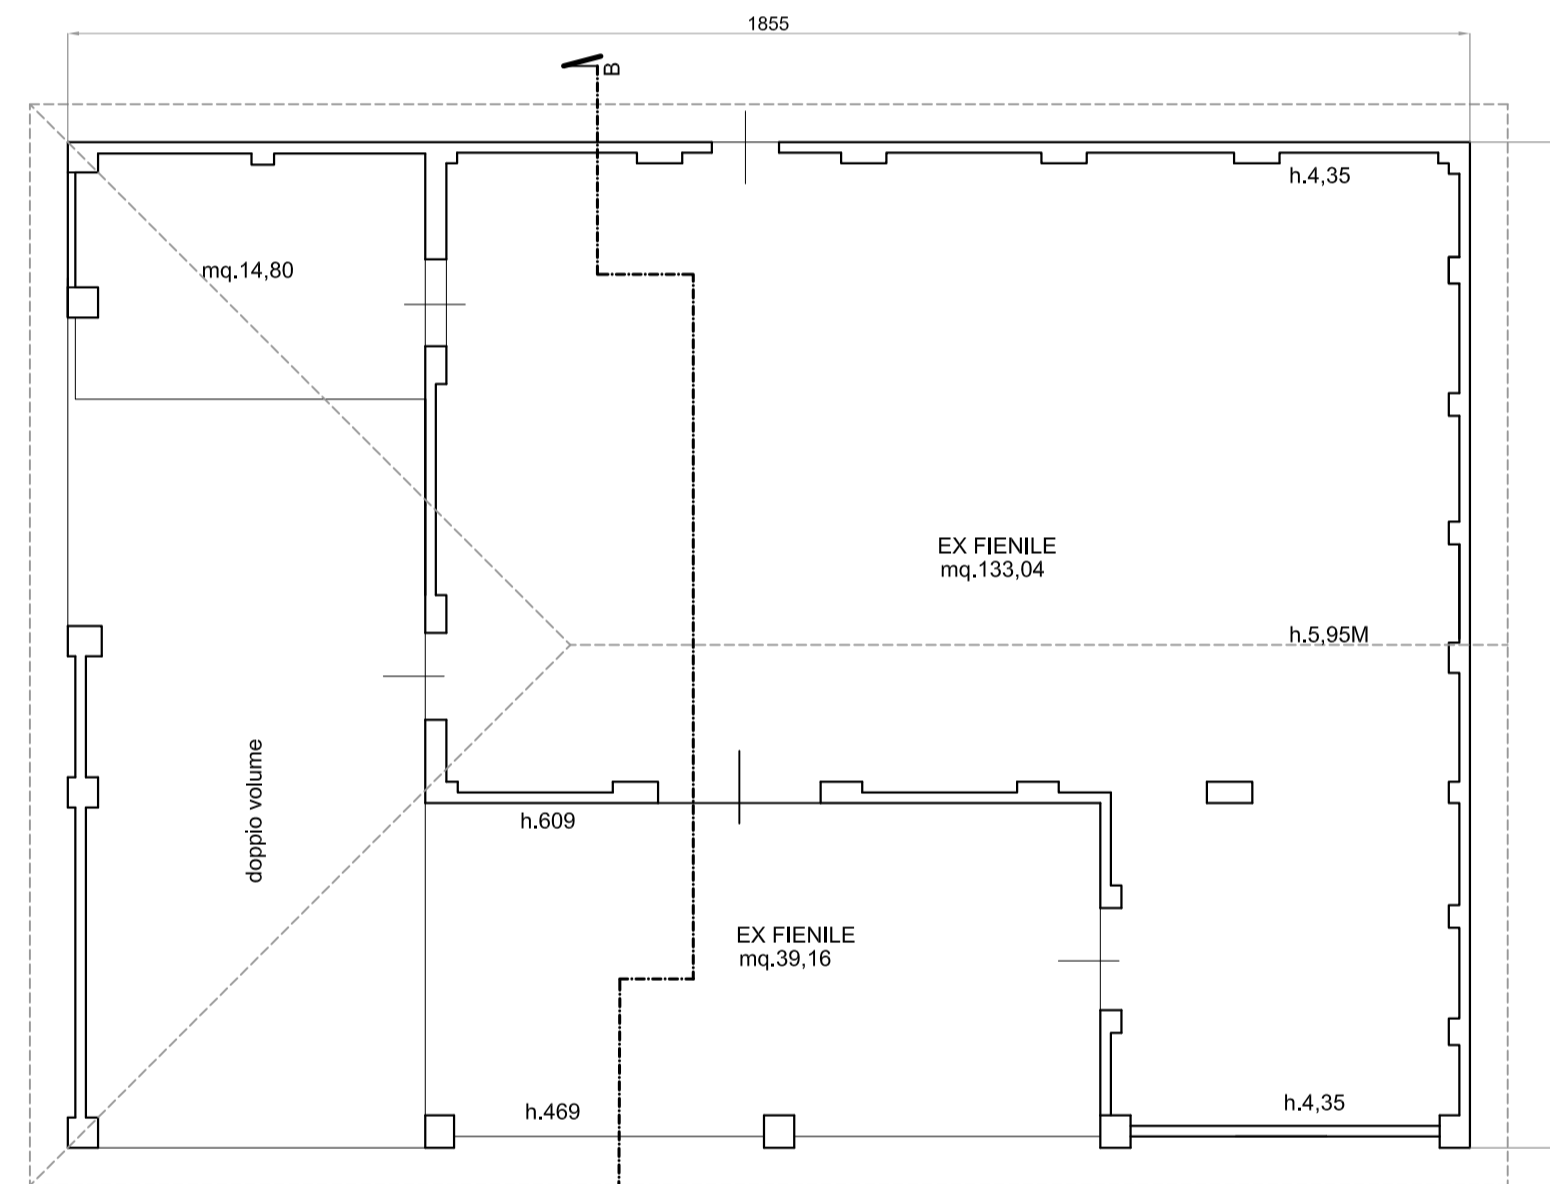 1855
B
h.4,35
mq.14,80
EX FIENILE
mq.133,04
h.5,95M
doppio volume
h.609
EX FIENILE
mq.39,16
h.469
h.4,35